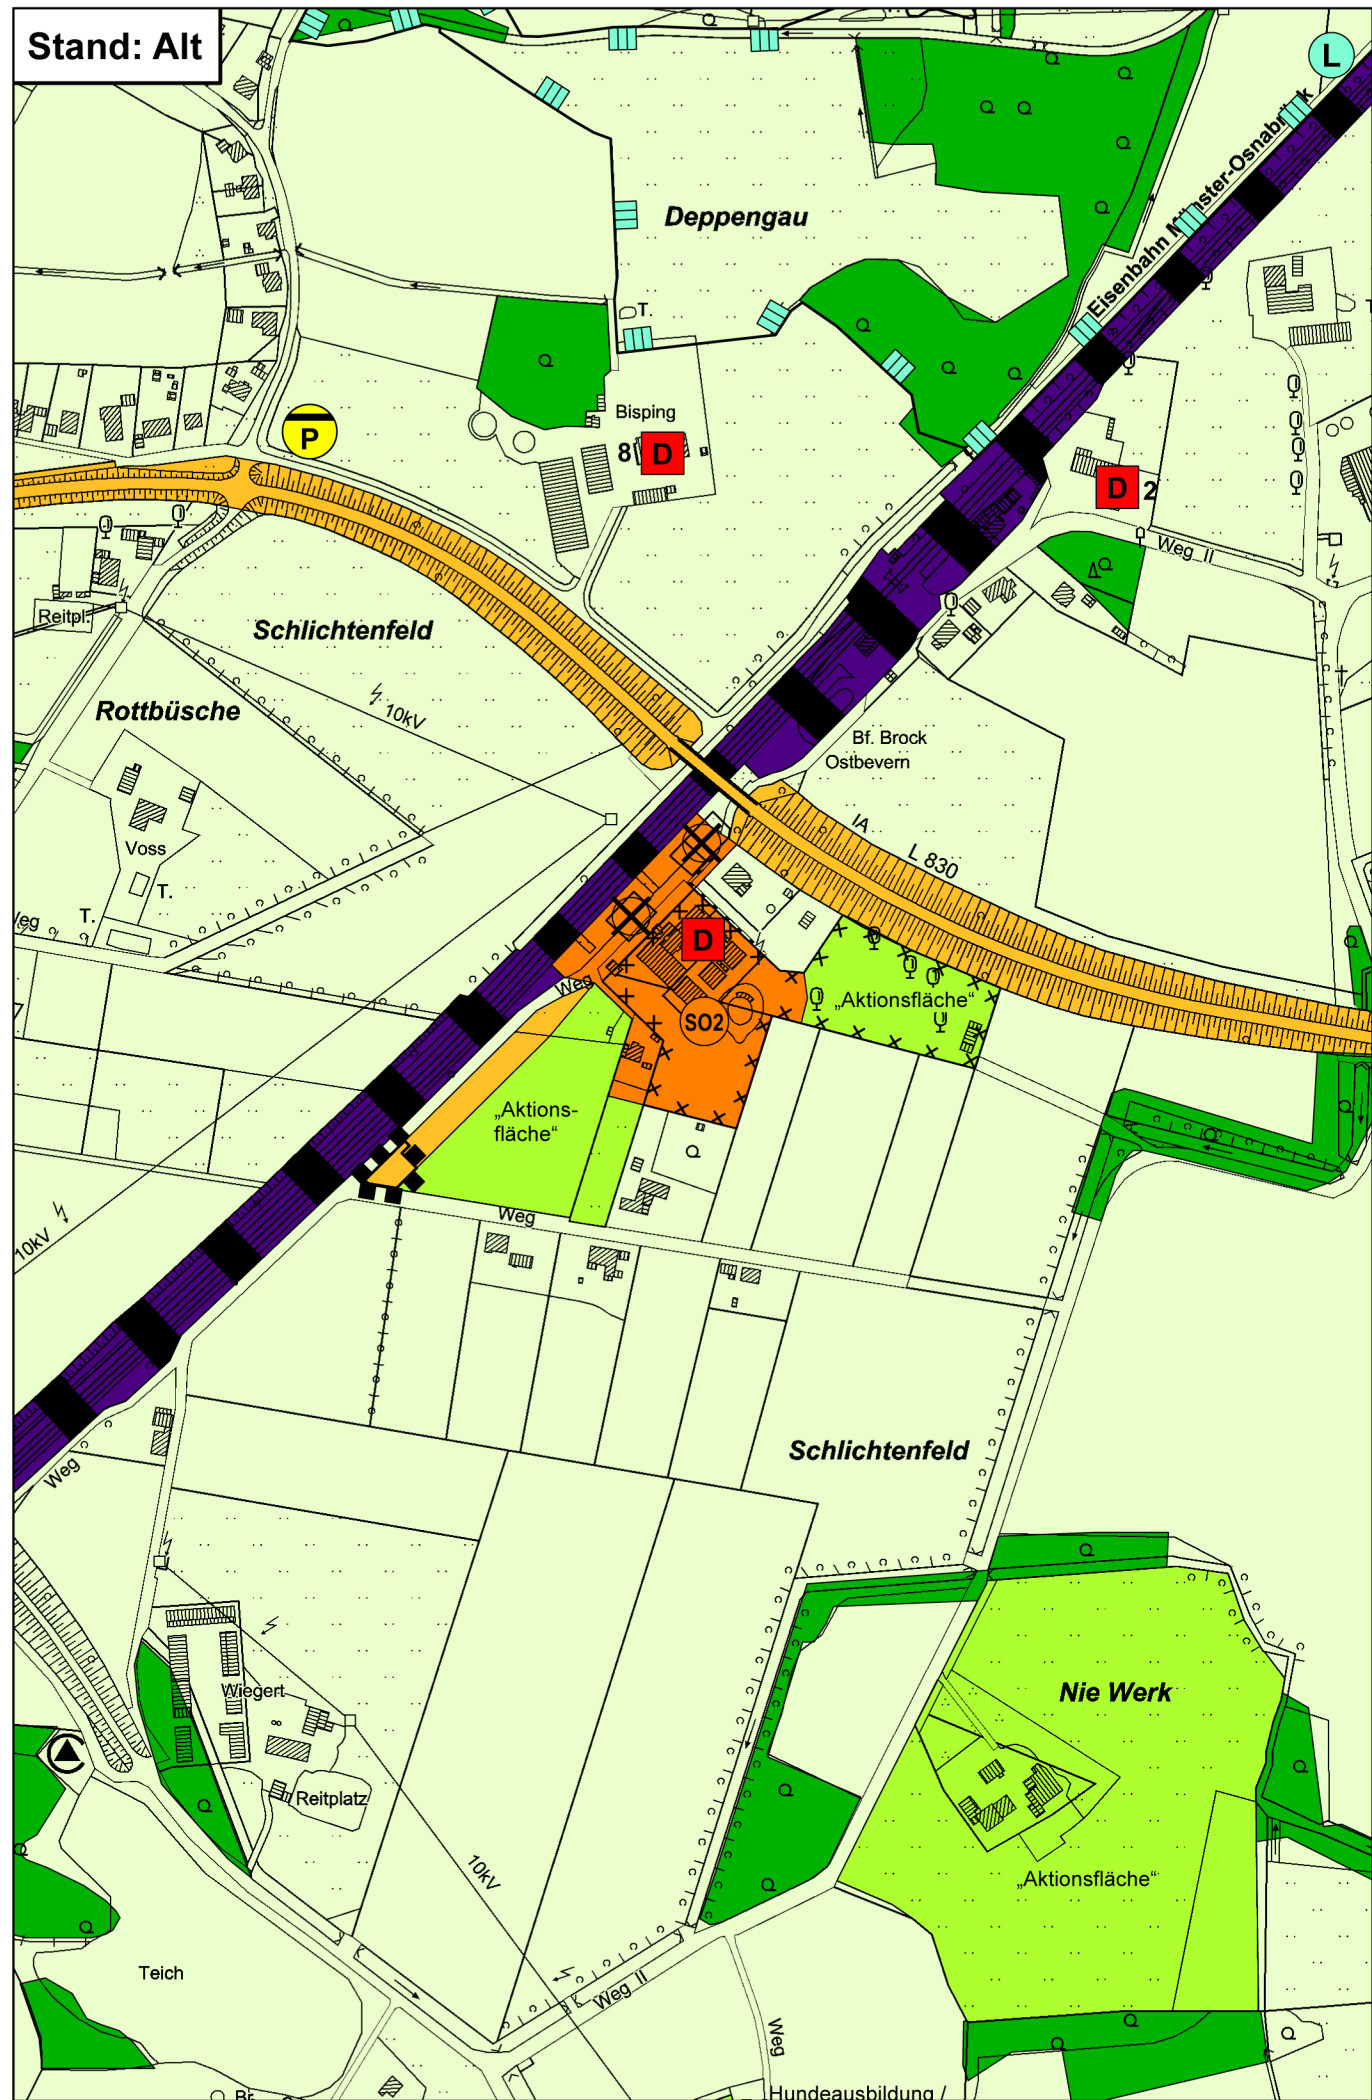 Stand: Alt
L
Eisenbahn Münster-Osnabrück
Deppengau
T.
Bisping
8
D
P
D 2
Weg II
Reitpl.
Schlichtenfeld
10kV
Rottbüsche
Bf. Brock
Ostbevern
IA
L 830
Voss
T.
T.
Weg
D
Weg
„Aktionsfläche“
SO2
„Aktions-
fläche“
Weg
10kV
Schlichtenfeld
Weg
Nie Werk
Wiegert
Reitplatz
„Aktionsfläche“
10kV
Teich
Weg II
Weg
Br.
Hundeausbildung /